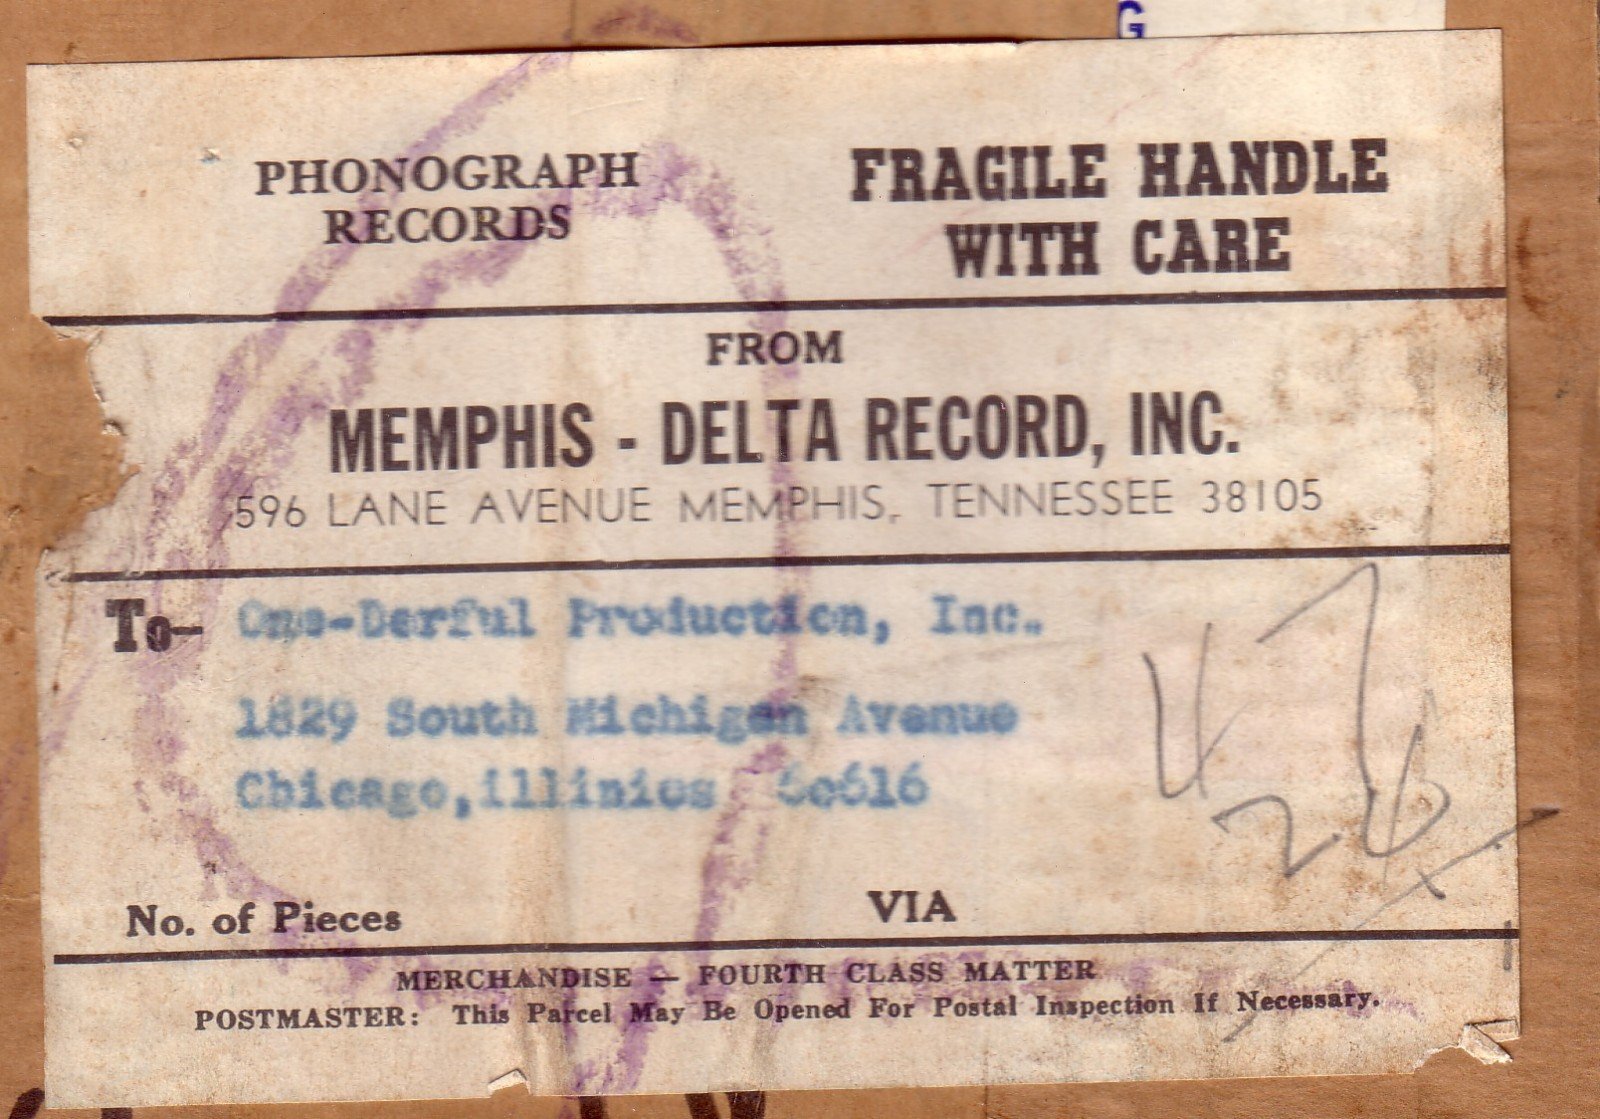 G
PHONOGRAPH
RECORDS
FRAGILE HANDLE
WITH CARE
FROM
MEMPHIS - DELTA RECORD, INC.
596 LANE AVENUE MEMPHIS, TENNESSEE 38105
To- One-Derful Production, Inc.
1829 South Michigan Avenue
Chicago,illinios 60616
47
26
No. of Pieces
VIA
MERCHANDISE — FOURTH CLASS MATTER
POSTMASTER: This Parcel May Be Opened For Postal Inspection If Necessary.